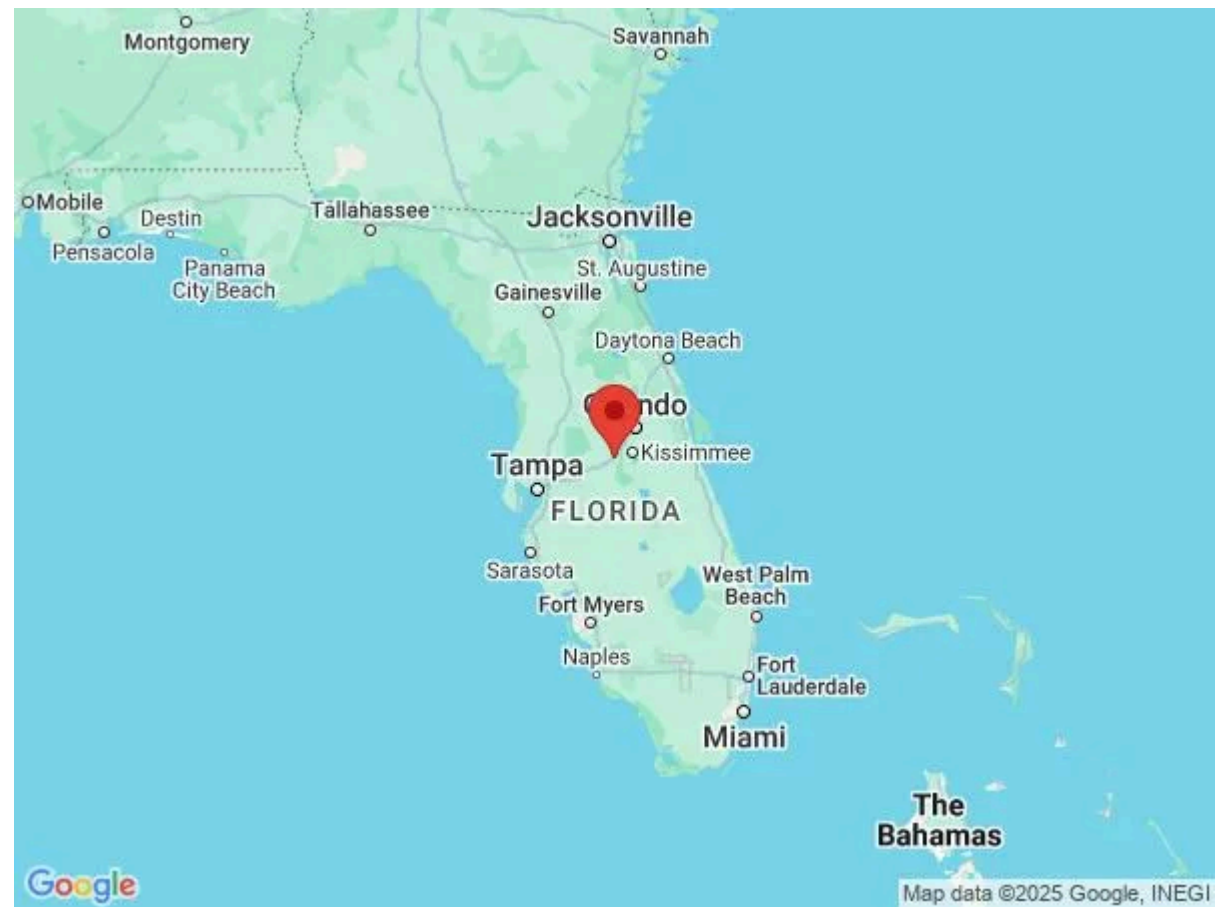 Montgomery
Savannah
Mobile
Pensacola
Destin
Panama
City Beach
Tallahassee
Jacksonville
St. Augustine
Gainesville
Daytona Beach
ndo
Kissimmee
Tampa
FLORIDA
Sarasota
West Palm
Beach
Fort Myers
Naples
Fort
Lauderdale
Miami
The
Bahamas
Google
Map data ©2025 Google, INEGI